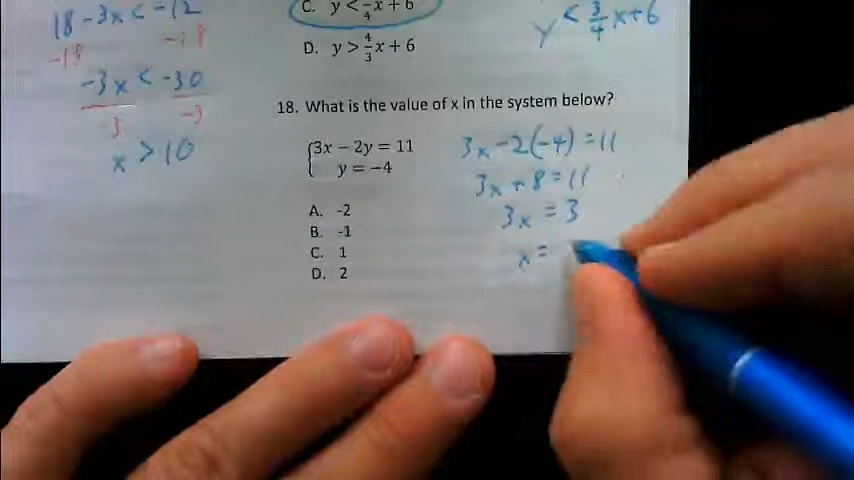 18 - 3x < -12
-18 -18
-3x < -30
-3 -3
x > 10
C. y < 3/4x + 6
D. y > 4/3x + 6
y < 3/4x + 6
18. What is the value of x in the system below?
{3x − 2y = 11
y = −4
A. -2
B. -1
C. 1
D. 2
3x - 2(-4) = 11
3x + 8 = 11
3x = 3
x =